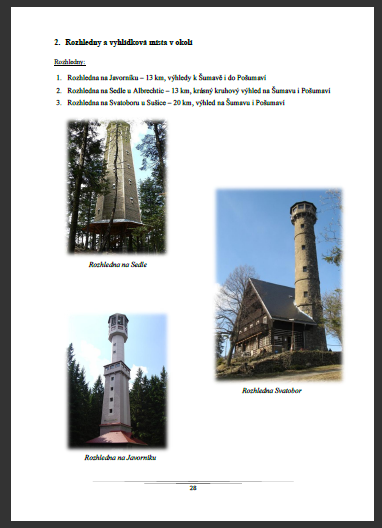 2. Rozhledny a vyhlídková místa v okolí
Rozhledny:
1. Rozhledna na Javorníku – 13 km, výhledy k Šumavě i do Pošumaví
2. Rozhledna na Sedle u Albrechtic – 13 km, krásný kruhový výhled na Šumavu i Pošumaví
3. Rozhledna na Svatoboru u Sušice – 20 km, výhled na Šumavu i Pošumaví
Rozhledna na Sedle
Rozhledna Svatobor
Rozhledna na Javorníku
28